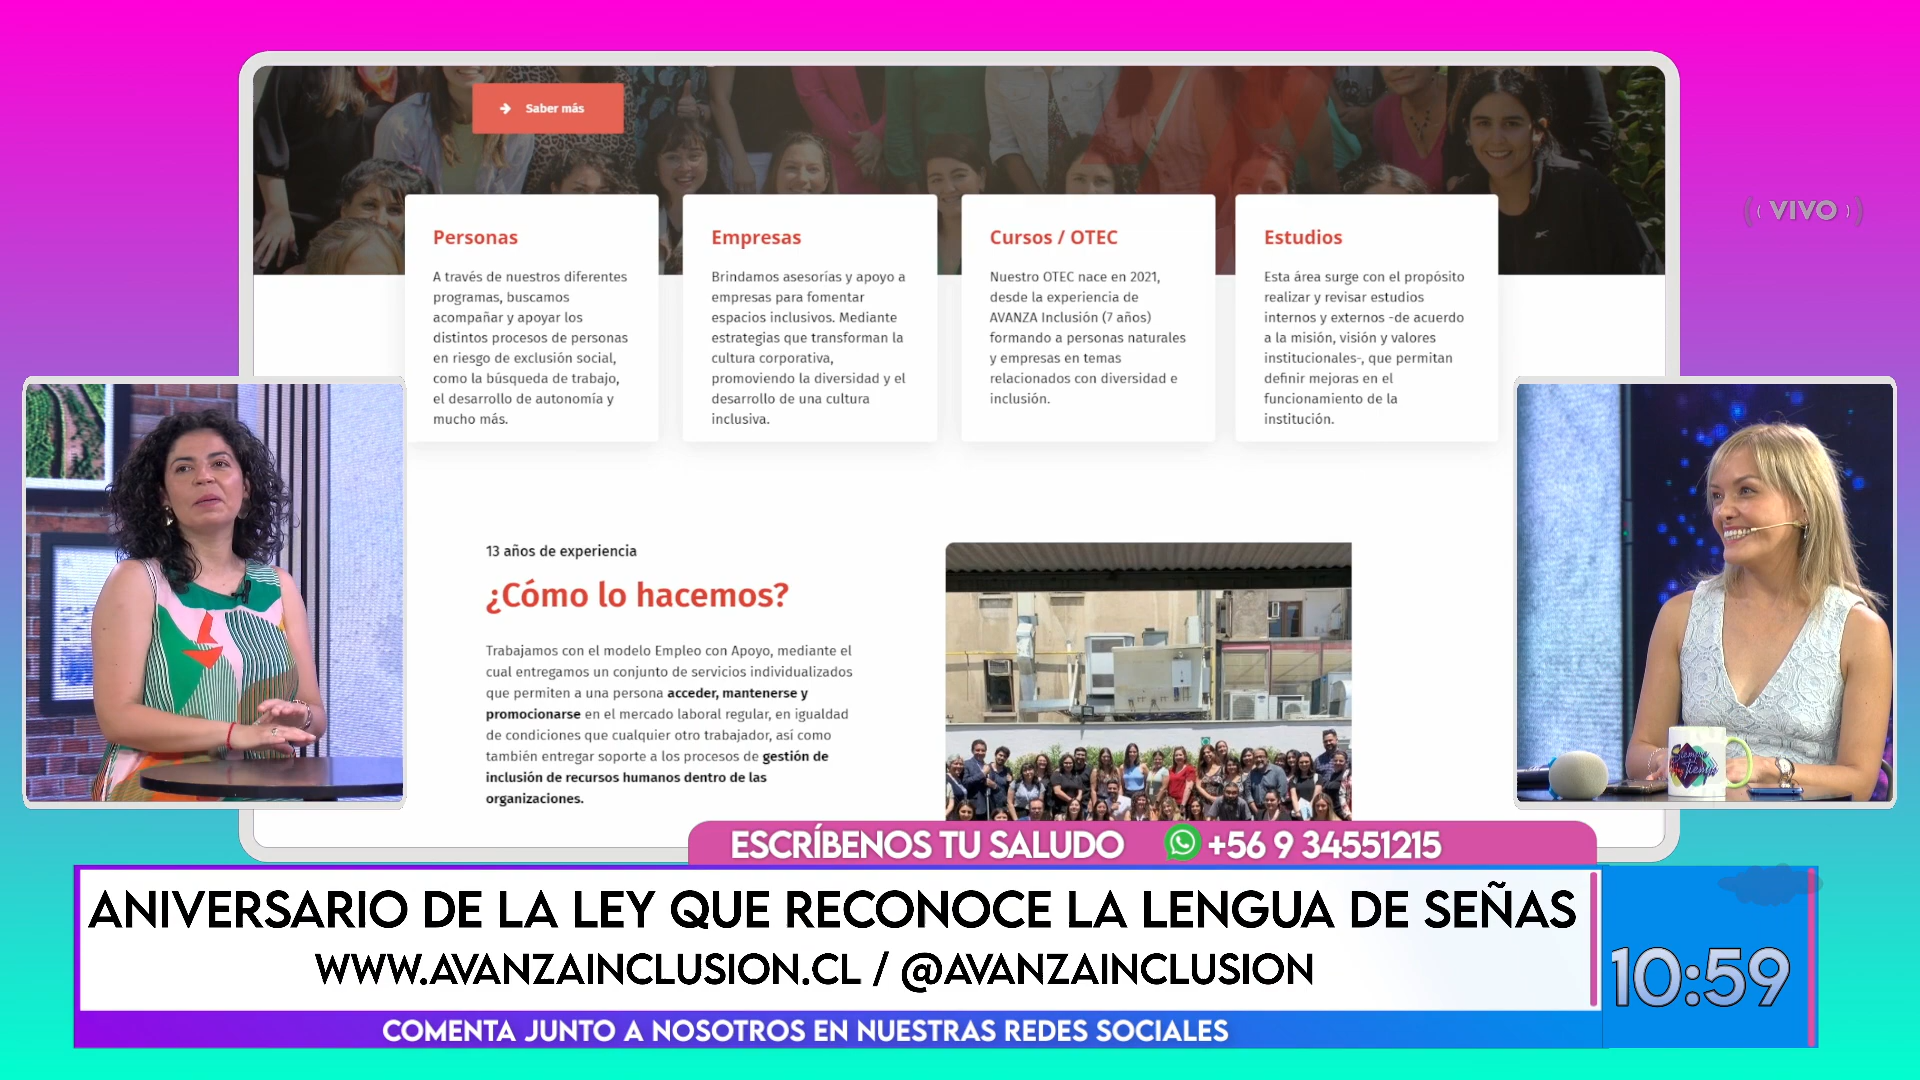 Saber más
VIVO
Personas
A través de nuestros diferentes
programas, buscamos
acompañar y apoyar los
distintos procesos de personas
en riesgo de exclusión social,
como la búsqueda de trabajo,
el desarrollo de autonomía y
mucho más.
Empresas
Brindamos asesorías y apoyo a
empresas para fomentar
espacios inclusivos. Mediante
estrategias que transforman la
cultura corporativa,
promoviendo la diversidad y el
desarrollo de una cultura
inclusiva.
Cursos / OTEC
Nuestro OTEC nace en 2021,
desde la experiencia de
AVANZA Inclusión (7 años)
formando a personas naturales
y empresas en temas
relacionados con diversidad e
inclusión.
Estudios
Esta área surge con el propósito
realizar y revisar estudios
internos y externos -de acuerdo
a la misión, visión y valores
institucionales-, que permitan
definir mejoras en el
funcionamiento de la
institución.
13 años de experiencia
¿Cómo lo hacemos?
Trabajamos con el modelo Empleo con Apoyo, mediante el
cual entregamos un conjunto de servicios individualizados
que permiten a una persona acceder, mantenerse y
promocionarse en el mercado laboral regular, en igualdad
de condiciones que cualquier otro trabajador, así como
también entregar soporte a los procesos de gestión de
inclusión de recursos humanos dentro de las
organizaciones.
Siempre
Tiempo
ESCRÍBENOS TU SALUDO +56 9 34551215
ANIVERSARIO DE LA LEY QUE RECONOCE LA LENGUA DE SEÑAS
WWW.AVANZAINCLUSION.CL / @AVANZAINCLUSION
10:59
COMENTA JUNTO A NOSOTROS EN NUESTRAS REDES SOCIALES